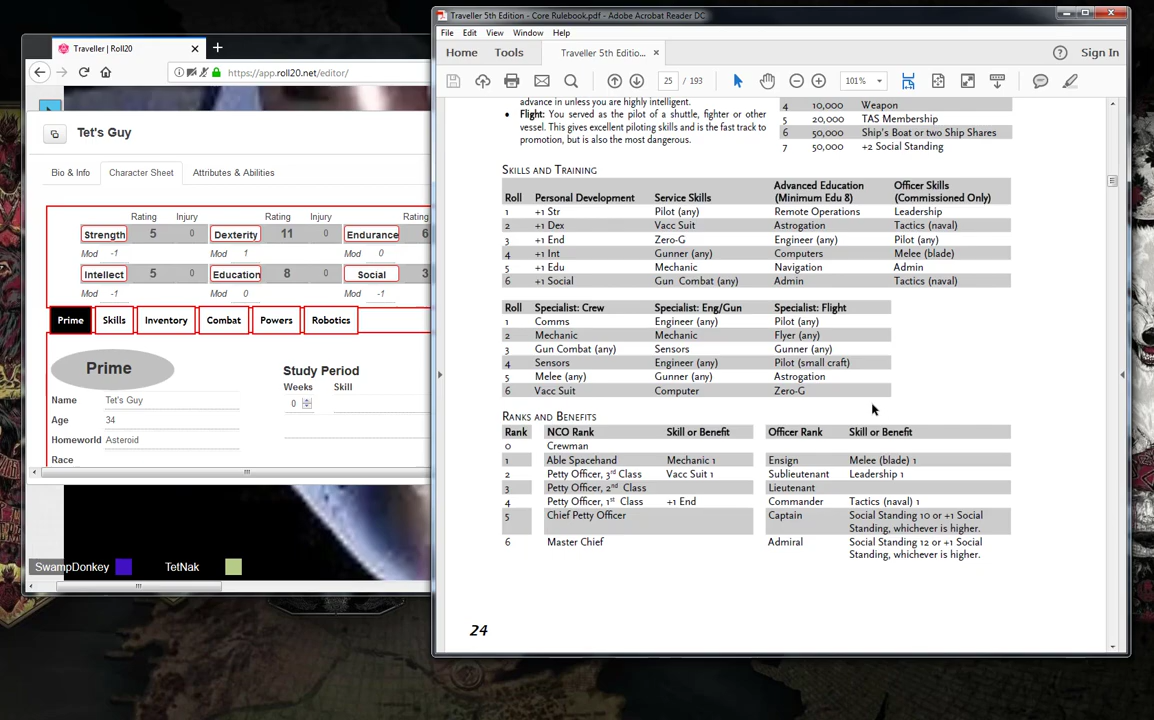 Traveller | Roll20
https://app.roll20.net/editor/
Tet's Guy
Bio & Info
Character Sheet
Attributes & Abilities
Rating Injury Rating Injury Rating
Strength 5 0 Dexterity 11 0 Endurance 6
Mod -1 Mod 1 Mod 0
Intellect 5 0 Education 8 0 Social 3
Mod -1 Mod 0 Mod -1
Prime Skills Inventory Combat Powers Robotics
Prime
Study Period
Weeks Skill
0
Name Tet's Guy
Age 34
Homeworld Asteroid
Race
SwampDonkey
TetNak
Traveller 5th Edition - Core Rulebook.pdf - Adobe Acrobat Reader DC
File Edit View Window Help
Home Tools Traveller 5th Editio... Sign In
25 / 193
101%
advance in unless you are highly intelligent.
• Flight: You served as the pilot of a shuttle, fighter or other
vessel. This gives excellent piloting skills and is the fast track to
promotion, but is also the most dangerous.
4 10,000 Weapon
5 20,000 TAS Membership
6 50,000 Ship's Boat or two Ship Shares
7 50,000 +2 Social Standing
Skills and Training
Advanced Education Officer Skills
Roll Personal Development Service Skills (Minimum Edu 8) (Commissioned Only)
1 +1 Str Pilot (any) Remote Operations Leadership
2 +1 Dex Vacc Suit Astrogation Tactics (naval)
3 +1 End Zero-G Engineer (any) Pilot (any)
4 +1 Int Gunner (any) Computers Melee (blade)
5 +1 Edu Mechanic Navigation Admin
6 +1 Social Gun Combat (any) Admin Tactics (naval)
Roll Specialist: Crew Specialist: Eng/Gun Specialist: Flight
1 Comms Engineer (any) Pilot (any)
2 Mechanic Mechanic Flyer (any)
3 Gun Combat (any) Sensors Gunner (any)
4 Sensors Engineer (any) Pilot (small craft)
5 Melee (any) Gunner (any) Astrogation
6 Vacc Suit Computer Zero-G
Ranks and Benefits
Rank NCO Rank Skill or Benefit Officer Rank Skill or Benefit
0 Crewman
1 Able Spacehand Mechanic 1 Ensign Melee (blade) 1
2 Petty Officer, 3rd Class Vacc Suit 1 Sublieutenant Leadership 1
3 Petty Officer, 2nd Class Lieutenant
4 Petty Officer, 1st Class +1 End Commander Tactics (naval) 1
5 Chief Petty Officer Captain Social Standing 10 or +1 Social
Standing, whichever is higher.
6 Master Chief Admiral Social Standing 12 or +1 Social
Standing, whichever is higher.
24